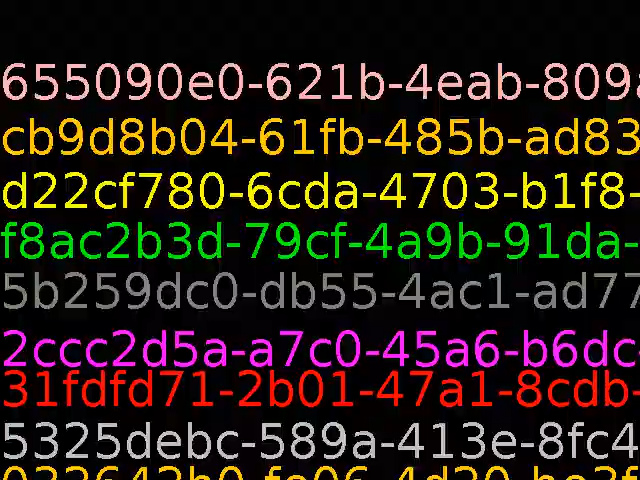 655090e0-621b-4eab-809a
cb9d8b04-61fb-485b-ad83
d22cf780-6cda-4703-b1f8-
f8ac2b3d-79cf-4a9b-91da-
5b259dc0-db55-4ac1-ad77
2ccc2d5a-a7c0-45a6-b6dc-
31fdfd71-2b01-47a1-8cdb-
5325debc-589a-413e-8fc4